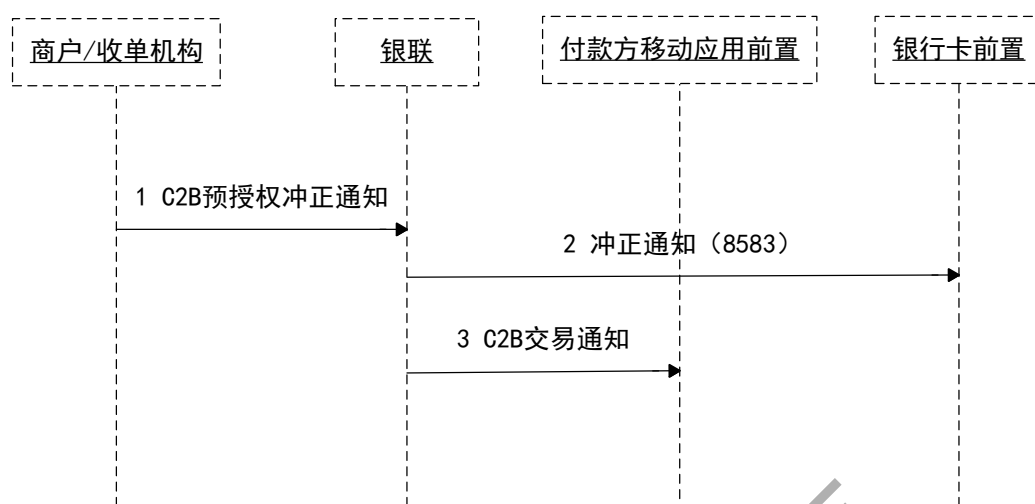 商户/收单机构
银联
付款方移动应用前置
银行卡前置
1 C2B预授权冲正通知
2 冲正通知（8583）
3 C2B交易通知